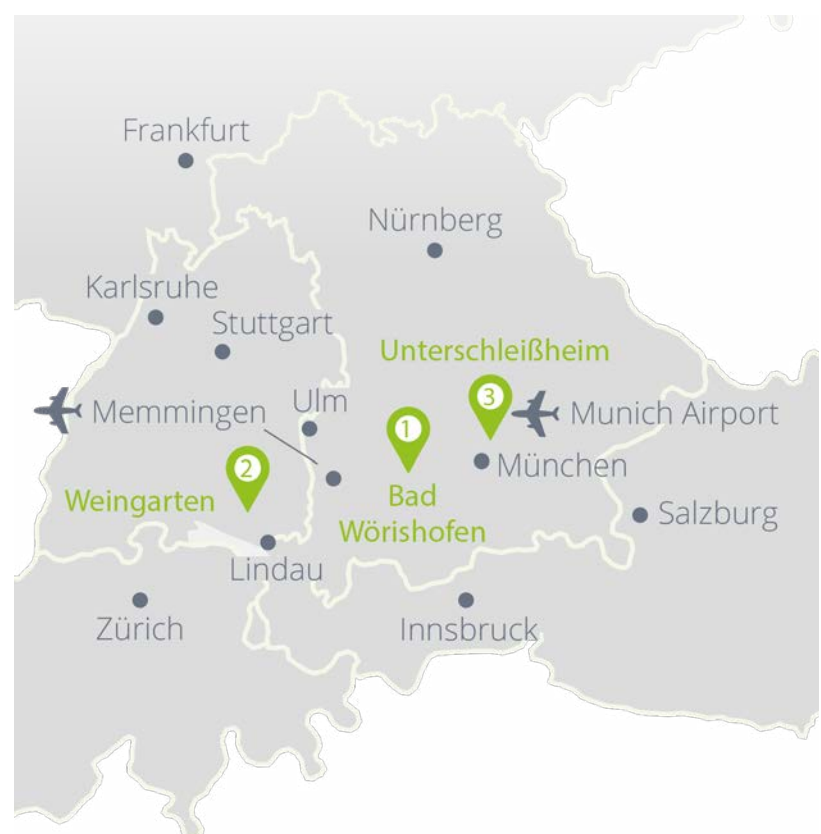 Frankfurt
Nürnberg
Karlsruhe
Stuttgart
Unterschleißheim
3
Memmingen
Ulm
1
Munich Airport
2
München
Weingarten
Bad
Wörishofen
Salzburg
Lindau
Zürich
Innsbruck